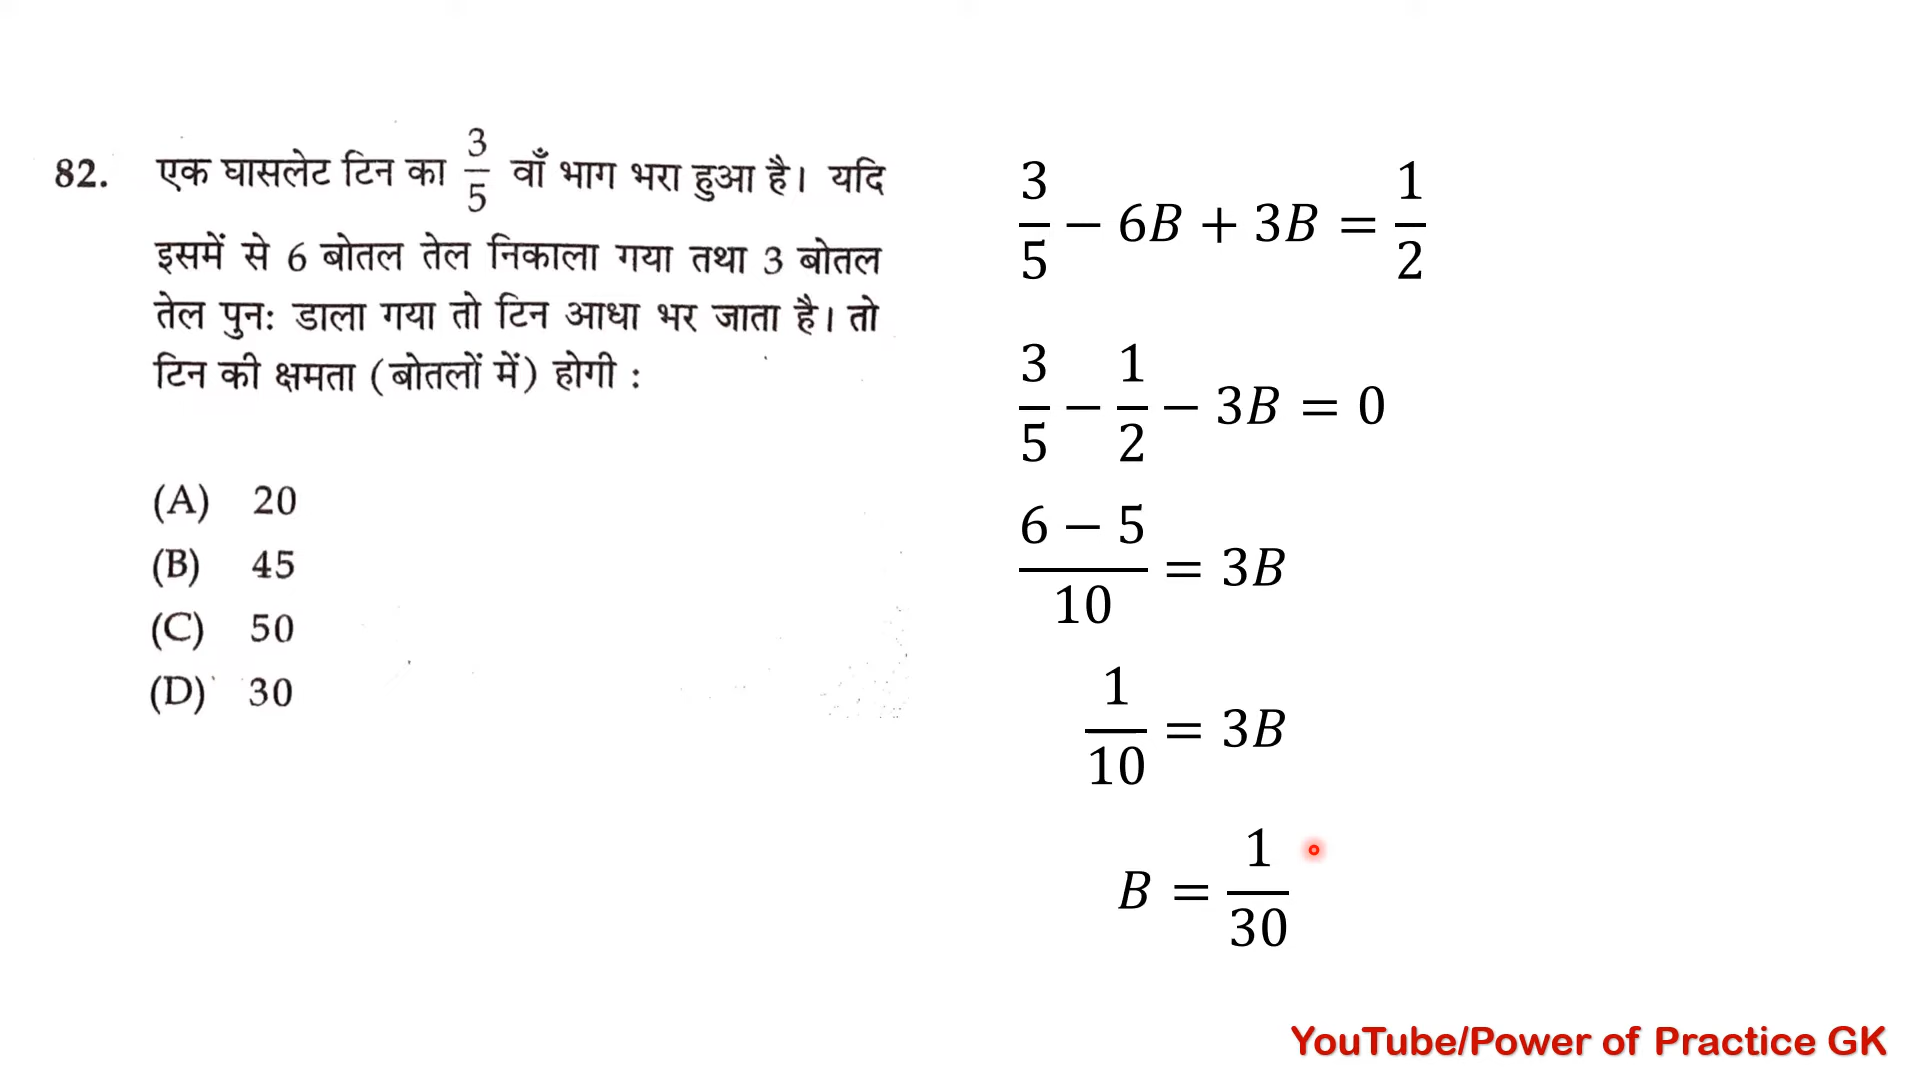 82. एक घासलेट टिन का 3/5 वाँ भाग भरा हुआ है। यदि
इसमें से 6 बोतल तेल निकाला गया तथा 3 बोतल
तेल पुन: डाला गया तो टिन आधा भर जाता है। तो
टिन की क्षमता (बोतलों में) होगी :
(A) 20
(B) 45
(C) 50
(D) 30
3/5 − 6B + 3B = 1/2
3/5 − 1/2 − 3B = 0
(6 − 5)/10 = 3B
1/10 = 3B
B = 1/30
YouTube/Power of Practice GK